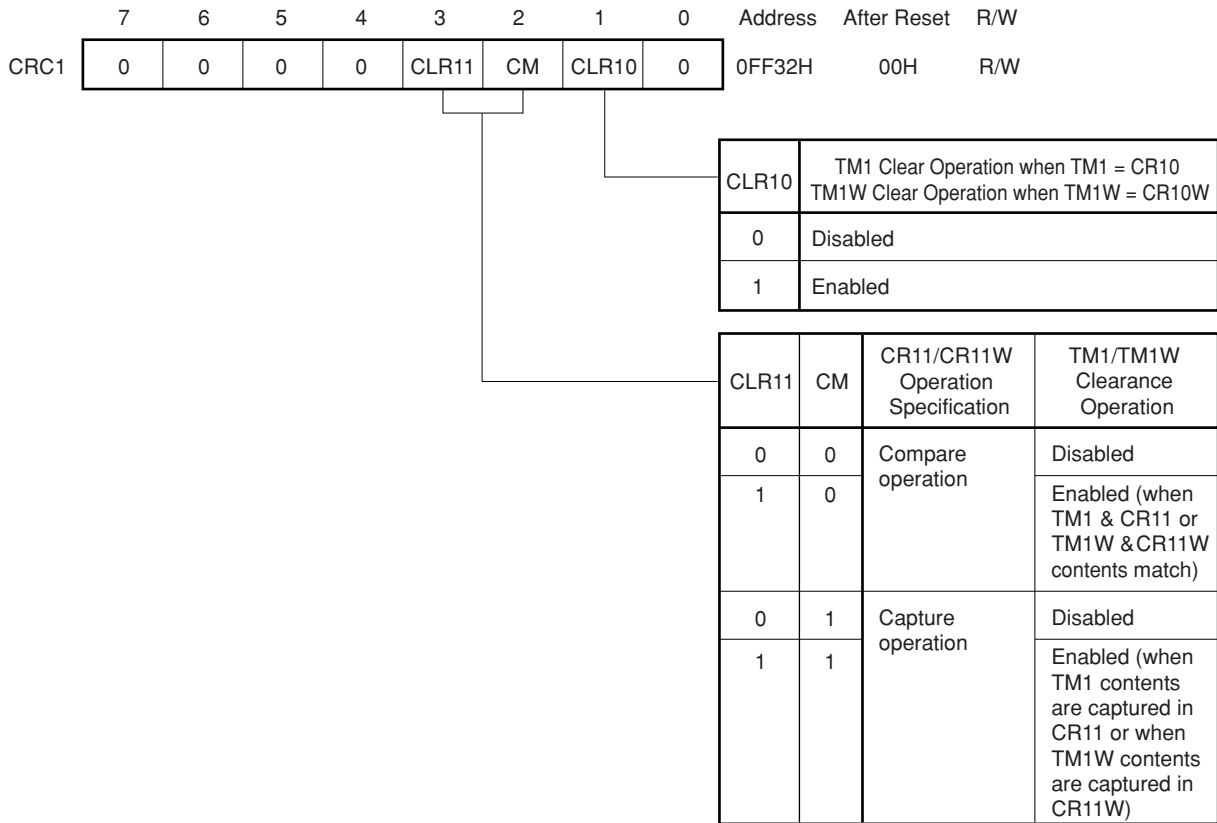 7 6 5 4 3 2 1 0 Address After Reset R/W
CRC1 0 0 0 0 CLR11 CM CLR10 0 0FF32H 00H R/W
CLR10
TM1 Clear Operation when TM1 = CR10
TM1W Clear Operation when TM1W = CR10W
0 Disabled
1 Enabled
CLR11
CM
CR11/CR11W
Operation
Specification
TM1/TM1W
Clearance
Operation
0 0
Compare
operation
Disabled
1 0
Enabled (when
TM1 & CR11 or
TM1W &CR11W
contents match)
0 1
Capture
operation
Disabled
1 1
Enabled (when
TM1 contents
are captured in
CR11 or when
TM1W contents
are captured in
CR11W)